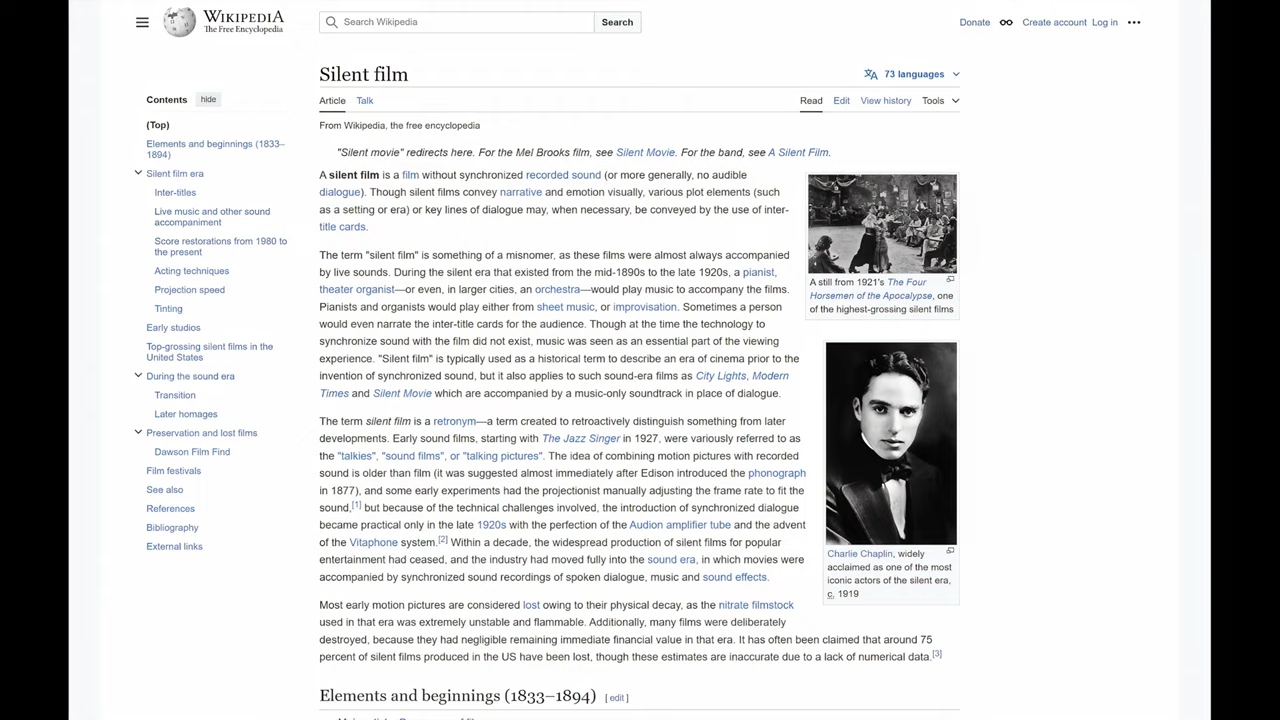 WIKIPEDIA
The Free Encyclopedia
Search Wikipedia
Search
Donate
Create account
Log in
Contents
hide
(Top)
Elements and beginnings (1833–
1894)
Silent film era
Inter-titles
Live music and other sound
accompaniment
Score restorations from 1980 to
the present
Acting techniques
Projection speed
Tinting
Early studios
Top-grossing silent films in the
United States
During the sound era
Transition
Later homages
Preservation and lost films
Dawson Film Find
Film festivals
See also
References
Bibliography
External links
Silent film
73 languages
Article Talk
Read Edit View history Tools
From Wikipedia, the free encyclopedia
"Silent movie" redirects here. For the Mel Brooks film, see Silent Movie. For the band, see A Silent Film.
A silent film is a film without synchronized recorded sound (or more generally, no audible
dialogue). Though silent films convey narrative and emotion visually, various plot elements (such
as a setting or era) or key lines of dialogue may, when necessary, be conveyed by the use of inter-
title cards.
The term "silent film" is something of a misnomer, as these films were almost always accompanied
by live sounds. During the silent era that existed from the mid-1890s to the late 1920s, a pianist,
theater organist—or even, in larger cities, an orchestra—would play music to accompany the films.
Pianists and organists would play either from sheet music, or improvisation. Sometimes a person
would even narrate the inter-title cards for the audience. Though at the time the technology to
synchronize sound with the film did not exist, music was seen as an essential part of the viewing
experience. "Silent film" is typically used as a historical term to describe an era of cinema prior to the
invention of synchronized sound, but it also applies to such sound-era films as City Lights, Modern
Times and Silent Movie which are accompanied by a music-only soundtrack in place of dialogue.
The term silent film is a retronym—a term created to retroactively distinguish something from later
developments. Early sound films, starting with The Jazz Singer in 1927, were variously referred to as
the "talkies", "sound films", or "talking pictures". The idea of combining motion pictures with recorded
sound is older than film (it was suggested almost immediately after Edison introduced the phonograph
in 1877), and some early experiments had the projectionist manually adjusting the frame rate to fit the
sound,[1] but because of the technical challenges involved, the introduction of synchronized dialogue
became practical only in the late 1920s with the perfection of the Audion amplifier tube and the advent
of the Vitaphone system.[2] Within a decade, the widespread production of silent films for popular
entertainment had ceased, and the industry had moved fully into the sound era, in which movies were
accompanied by synchronized sound recordings of spoken dialogue, music and sound effects.
Most early motion pictures are considered lost owing to their physical decay, as the nitrate filmstock
used in that era was extremely unstable and flammable. Additionally, many films were deliberately
destroyed, because they had negligible remaining immediate financial value in that era. It has often been claimed that around 75
percent of silent films produced in the US have been lost, though these estimates are inaccurate due to a lack of numerical data.[3]
A still from 1921's The Four
Horsemen of the Apocalypse, one
of the highest-grossing silent films
Charlie Chaplin, widely
acclaimed as one of the most
iconic actors of the silent era,
c. 1919
Elements and beginnings (1833–1894) [ edit ]